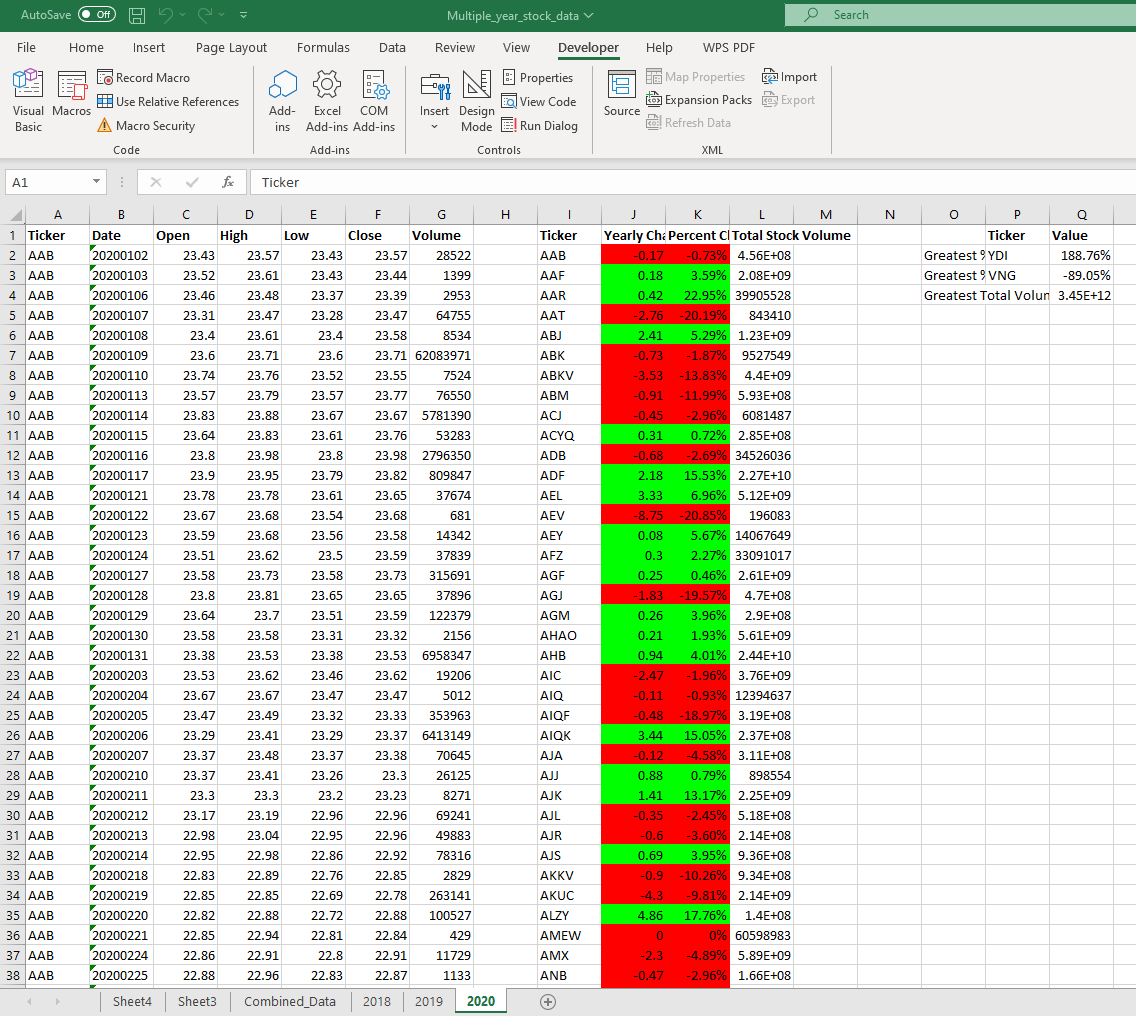 AutoSave Off Multiple_year_stock_data Search
File Home Insert Page Layout Formulas Data Review View Developer Help WPS PDF
Visual Basic Macros Record Macro Use Relative References Macro Security Code
Add-ins Excel Add-ins COM Add-ins Add-ins
Insert Design Mode Properties View Code Run Dialog Controls
Source Map Properties Expansion Packs Refresh Data Import Export XML
A1 fx Ticker
A B C D E F G H I J K L M N O P Q
1 Ticker Date Open High Low Close Volume Ticker Yearly Cha Percent Cl Total Stock Volume Ticker Value
2 AAB 20200102 23.43 23.57 23.43 23.57 28522 AAB -0.17 -0.73% 4.56E+08 Greatest % YDI 188.76%
3 AAB 20200103 23.52 23.61 23.43 23.44 1399 AAF 0.18 3.59% 2.08E+09 Greatest % VNG -89.05%
4 AAB 20200106 23.46 23.48 23.37 23.39 2953 AAR 0.42 22.95% 39905528 Greatest Total Volun 3.45E+12
5 AAB 20200107 23.31 23.47 23.28 23.47 64755 AAT -2.76 -20.19% 843410
6 AAB 20200108 23.4 23.61 23.4 23.58 8534 ABJ 2.41 5.29% 1.23E+09
7 AAB 20200109 23.6 23.71 23.6 23.71 62083971 ABK -0.73 -1.87% 9527549
8 AAB 20200110 23.74 23.76 23.52 23.55 7524 ABKV -3.53 -13.83% 4.4E+09
9 AAB 20200113 23.57 23.79 23.57 23.77 76550 ABM -0.91 -11.99% 5.93E+08
10 AAB 20200114 23.83 23.88 23.67 23.67 5781390 ACJ -0.45 -2.96% 6081487
11 AAB 20200115 23.64 23.83 23.61 23.76 53283 ACYQ 0.31 0.72% 2.85E+08
12 AAB 20200116 23.8 23.98 23.8 23.98 2796350 ADB -0.68 -2.69% 34526036
13 AAB 20200117 23.9 23.95 23.79 23.82 809847 ADF 2.18 15.53% 2.27E+10
14 AAB 20200121 23.78 23.78 23.61 23.65 37674 AEL 3.33 6.96% 5.12E+09
15 AAB 20200122 23.67 23.68 23.54 23.68 681 AEV -8.75 -20.85% 196083
16 AAB 20200123 23.59 23.68 23.56 23.58 14342 AEY 0.08 5.67% 14067649
17 AAB 20200124 23.51 23.62 23.5 23.59 37839 AFZ 0.3 2.27% 33091017
18 AAB 20200127 23.58 23.73 23.58 23.73 315691 AGF 0.25 0.46% 2.61E+09
19 AAB 20200128 23.8 23.81 23.65 23.65 37896 AGJ -1.83 -19.57% 4.7E+08
20 AAB 20200129 23.64 23.7 23.51 23.59 122379 AGM 0.26 3.96% 2.9E+08
21 AAB 20200130 23.58 23.58 23.31 23.32 2156 AHAO 0.21 1.93% 5.61E+09
22 AAB 20200131 23.38 23.53 23.38 23.53 6958347 AHB 0.94 4.01% 2.44E+10
23 AAB 20200203 23.53 23.62 23.46 23.62 19206 AIC -2.47 -1.96% 3.76E+09
24 AAB 20200204 23.67 23.67 23.47 23.47 5012 AIQ -0.11 -0.93% 12394637
25 AAB 20200205 23.47 23.49 23.32 23.33 353963 AIQF -0.48 -18.97% 3.19E+08
26 AAB 20200206 23.29 23.41 23.29 23.37 6413149 AIQK 3.44 15.05% 2.37E+08
27 AAB 20200207 23.37 23.48 23.37 23.38 70645 AJA -0.12 -4.58% 3.11E+08
28 AAB 20200210 23.37 23.41 23.26 23.3 26125 AJJ 0.88 0.79% 898554
29 AAB 20200211 23.3 23.3 23.2 23.23 8271 AJK 1.41 13.17% 2.25E+09
30 AAB 20200212 23.17 23.19 22.96 22.96 69241 AJL -0.35 -2.45% 5.18E+08
31 AAB 20200213 22.98 23.04 22.95 22.96 49883 AJR -0.6 -3.60% 2.14E+08
32 AAB 20200214 22.95 22.98 22.86 22.92 78316 AJS 0.69 3.95% 9.36E+08
33 AAB 20200218 22.83 22.89 22.76 22.85 2829 AKKV -0.9 -10.26% 9.34E+08
34 AAB 20200219 22.85 22.85 22.69 22.78 263141 AKUC -4.3 -9.81% 2.14E+09
35 AAB 20200220 22.82 22.88 22.72 22.88 100527 ALZY 4.86 17.76% 1.4E+08
36 AAB 20200221 22.85 22.94 22.81 22.84 429 AMEW 0 0% 60598983
37 AAB 20200224 22.86 22.91 22.8 22.91 11729 AMX -2.3 -4.89% 5.89E+09
38 AAB 20200225 22.88 22.96 22.83 22.87 1133 ANB -0.47 -2.96% 1.66E+08
Sheet4 Sheet3 Combined_Data 2018 2019 2020